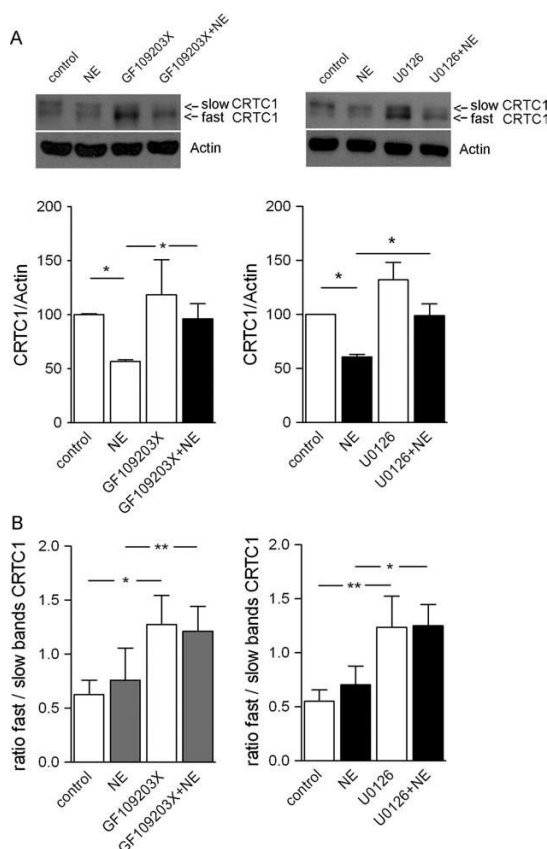 A
control
NE
GF109203X
GF109203X+NE
<- slow CRTC1
<- fast CRTC1
Actin
control
NE
U0126
U0126+NE
<- slow CRTC1
<- fast CRTC1
Actin
200
150
100
50
0
CRTC1/Actin
*
*
control
NE
GF109203X
GF109203X+NE
200
150
100
50
0
CRTC1/Actin
*
*
control
NE
U0126
U0126+NE
B
2.0
1.5
1.0
0.5
0.0
ratio fast / slow bands CRTC1
**
*
control
NE
GF109203X
GF109203X+NE
2.0
1.5
1.0
0.5
0.0
ratio fast / slow bands CRTC1
*
**
control
NE
U0126
U0126+NE